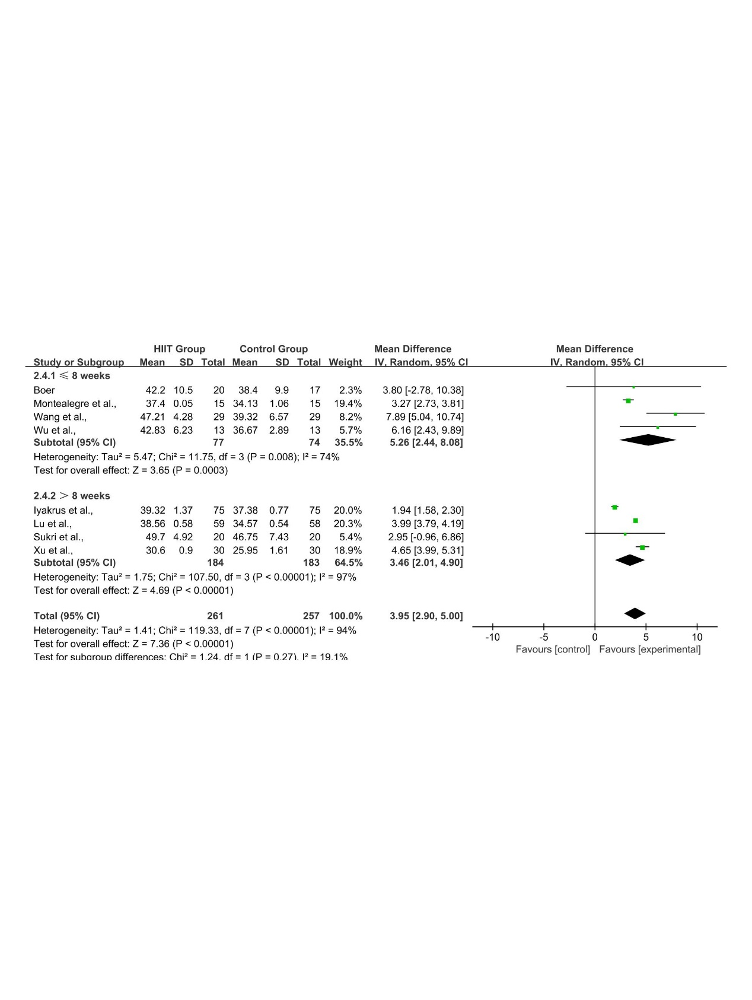 HIIT Group Control Group Mean Difference Mean Difference
Study or Subgroup Mean SD Total Mean SD Total Weight IV, Random, 95% CI IV, Random, 95% CI
2.4.1 ⩽ 8 weeks
Boer 42.2 10.5 20 38.4 9.9 17 2.3% 3.80 [-2.78, 10.38]
Montealegre et al., 37.4 0.05 15 34.13 1.06 15 19.4% 3.27 [2.73, 3.81]
Wang et al., 47.21 4.28 29 39.32 6.57 29 8.2% 7.89 [5.04, 10.74]
Wu et al., 42.83 6.23 13 36.67 2.89 13 5.7% 6.16 [2.43, 9.89]
Subtotal (95% CI) 77 74 35.5% 5.26 [2.44, 8.08]
Heterogeneity: Tau² = 5.47; Chi² = 11.75, df = 3 (P = 0.008); I² = 74%
Test for overall effect: Z = 3.65 (P = 0.0003)
2.4.2 > 8 weeks
Iyakrus et al., 39.32 1.37 75 37.38 0.77 75 20.0% 1.94 [1.58, 2.30]
Lu et al., 38.56 0.58 59 34.57 0.54 58 20.3% 3.99 [3.79, 4.19]
Sukri et al., 49.7 4.92 20 46.75 7.43 20 5.4% 2.95 [-0.96, 6.86]
Xu et al., 30.6 0.9 30 25.95 1.61 30 18.9% 4.65 [3.99, 5.31]
Subtotal (95% CI) 184 183 64.5% 3.46 [2.01, 4.90]
Heterogeneity: Tau² = 1.75; Chi² = 107.50, df = 3 (P < 0.00001); I² = 97%
Test for overall effect: Z = 4.69 (P < 0.00001)
Total (95% CI) 261 257 100.0% 3.95 [2.90, 5.00]
Heterogeneity: Tau² = 1.41; Chi² = 119.33, df = 7 (P < 0.00001); I² = 94%
Test for overall effect: Z = 7.36 (P < 0.00001)
Test for subgroup differences: Chi² = 1.24, df = 1 (P = 0.27), I² = 19.1%
-10 -5 0 5 10
Favours [control] Favours [experimental]